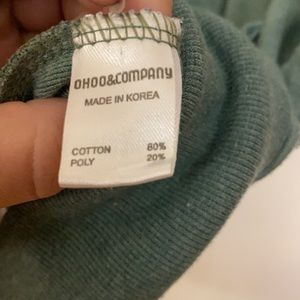 OHOO&COMPANY
MADE IN KOREA
COTTON 80%
POLY 20%